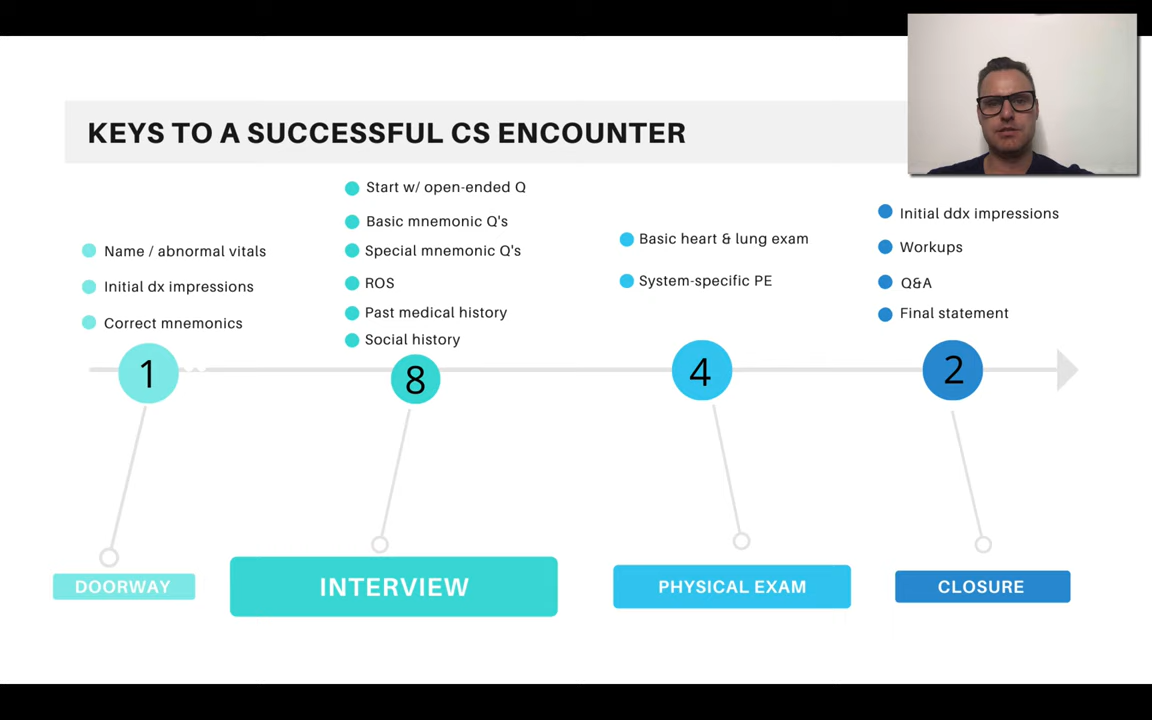 KEYS TO A SUCCESSFUL CS ENCOUNTER
Name / abnormal vitals
Initial dx impressions
Correct mnemonics
1
DOORWAY
Start w/ open-ended Q
Basic mnemonic Q's
Special mnemonic Q's
ROS
Past medical history
Social history
8
INTERVIEW
Basic heart & lung exam
System-specific PE
4
PHYSICAL EXAM
Initial ddx impressions
Workups
Q&A
Final statement
2
CLOSURE